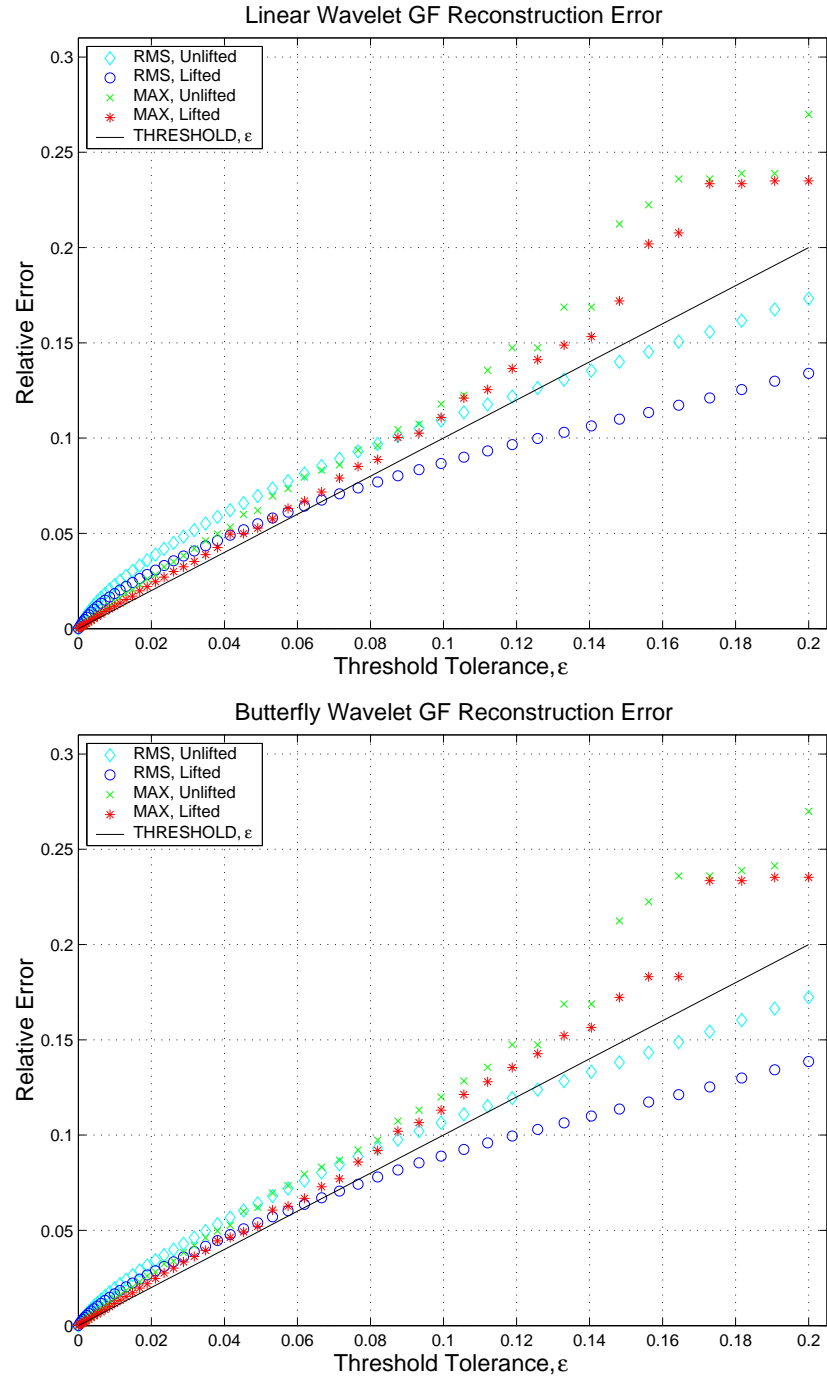 Linear Wavelet GF Reconstruction Error
RMS, Unlifted
RMS, Lifted
MAX, Unlifted
MAX, Lifted
THRESHOLD, ε
0.3
0.25
0.2
0.15
0.1
0.05
0
Relative Error
0 0.02 0.04 0.06 0.08 0.1 0.12 0.14 0.16 0.18 0.2
Threshold Tolerance, ε
Butterfly Wavelet GF Reconstruction Error
RMS, Unlifted
RMS, Lifted
MAX, Unlifted
MAX, Lifted
THRESHOLD, ε
0.3
0.25
0.2
0.15
0.1
0.05
0
Relative Error
0 0.02 0.04 0.06 0.08 0.1 0.12 0.14 0.16 0.18 0.2
Threshold Tolerance, ε